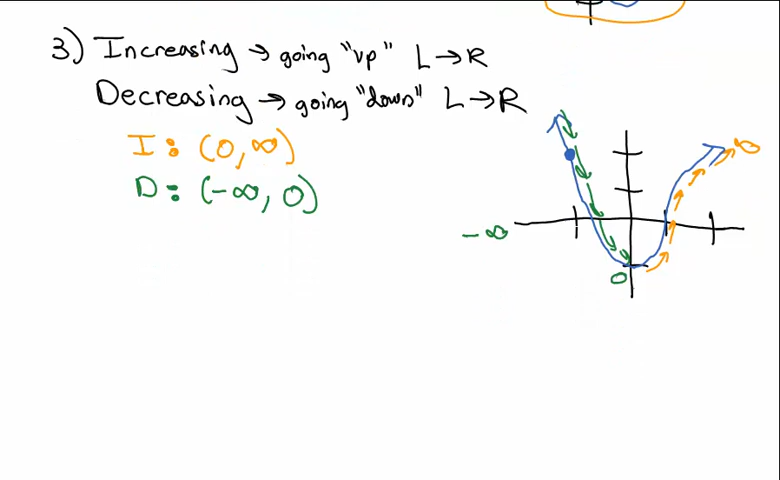 3) Increasing → going "up" L→R
Decreasing → going "down" L→R
I: (0, ∞)
D: (-∞, 0)
∞
-∞
0